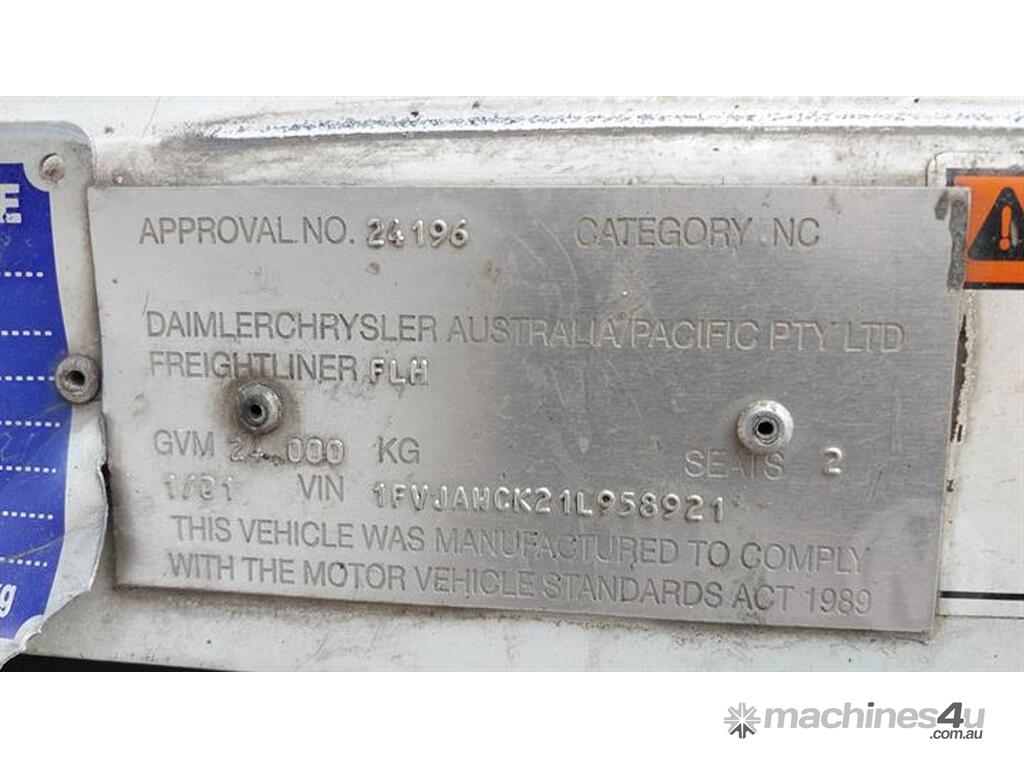 APPROVAL NO. 24196 CATEGORY NC
DAIMLERCHRYSLER AUSTRALIA/PACIFIC PTY LTD
FREIGHTLINER FLH
GVM 24 000 KG SEATS 2
1/01 VIN 1FVJAHCK21L958921
THIS VEHICLE WAS MANUFACTURED TO COMPLY
WITH THE MOTOR VEHICLE STANDARDS ACT 1989
machines4u
.com.au